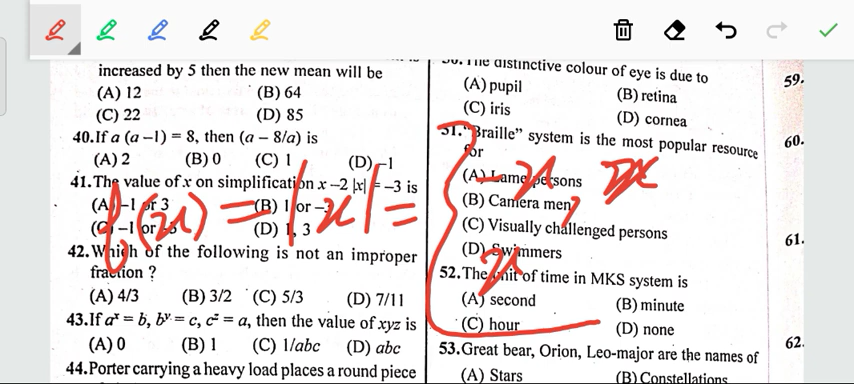 increased by 5 then the new mean will be
(A) 12 (B) 64
(C) 22 (D) 85
40.If a (a –1) = 8, then (a – 8/a) is
(A) 2 (B) 0 (C) 1 (D) –1
41.The value of x on simplification x –2 |x| = –3 is
(A) –1 or 3 (B) 1 or –
(C) –1 or (D) 1, 3
42.Which of the following is not an improper
fraction ?
(A) 4/3 (B) 3/2 (C) 5/3 (D) 7/11
43.If aˣ = b, bʸ = c, cᶻ = a, then the value of xyz is
(A) 0 (B) 1 (C) 1/abc (D) abc
44.Porter carrying a heavy load places a round piece
50. The distinctive colour of eye is due to
(A) pupil (B) retina
(C) iris (D) cornea
51."Braille" system is the most popular resource
for
(A) Lame persons
(B) Camera men
(C) Visually challenged persons
(D) Swimmers
52.The unit of time in MKS system is
(A) second (B) minute
(C) hour (D) none
53.Great bear, Orion, Leo-major are the names of
(A) Stars (B) Constellations
59.
60.
61.
62.
f(x) = |x| =
-x
x